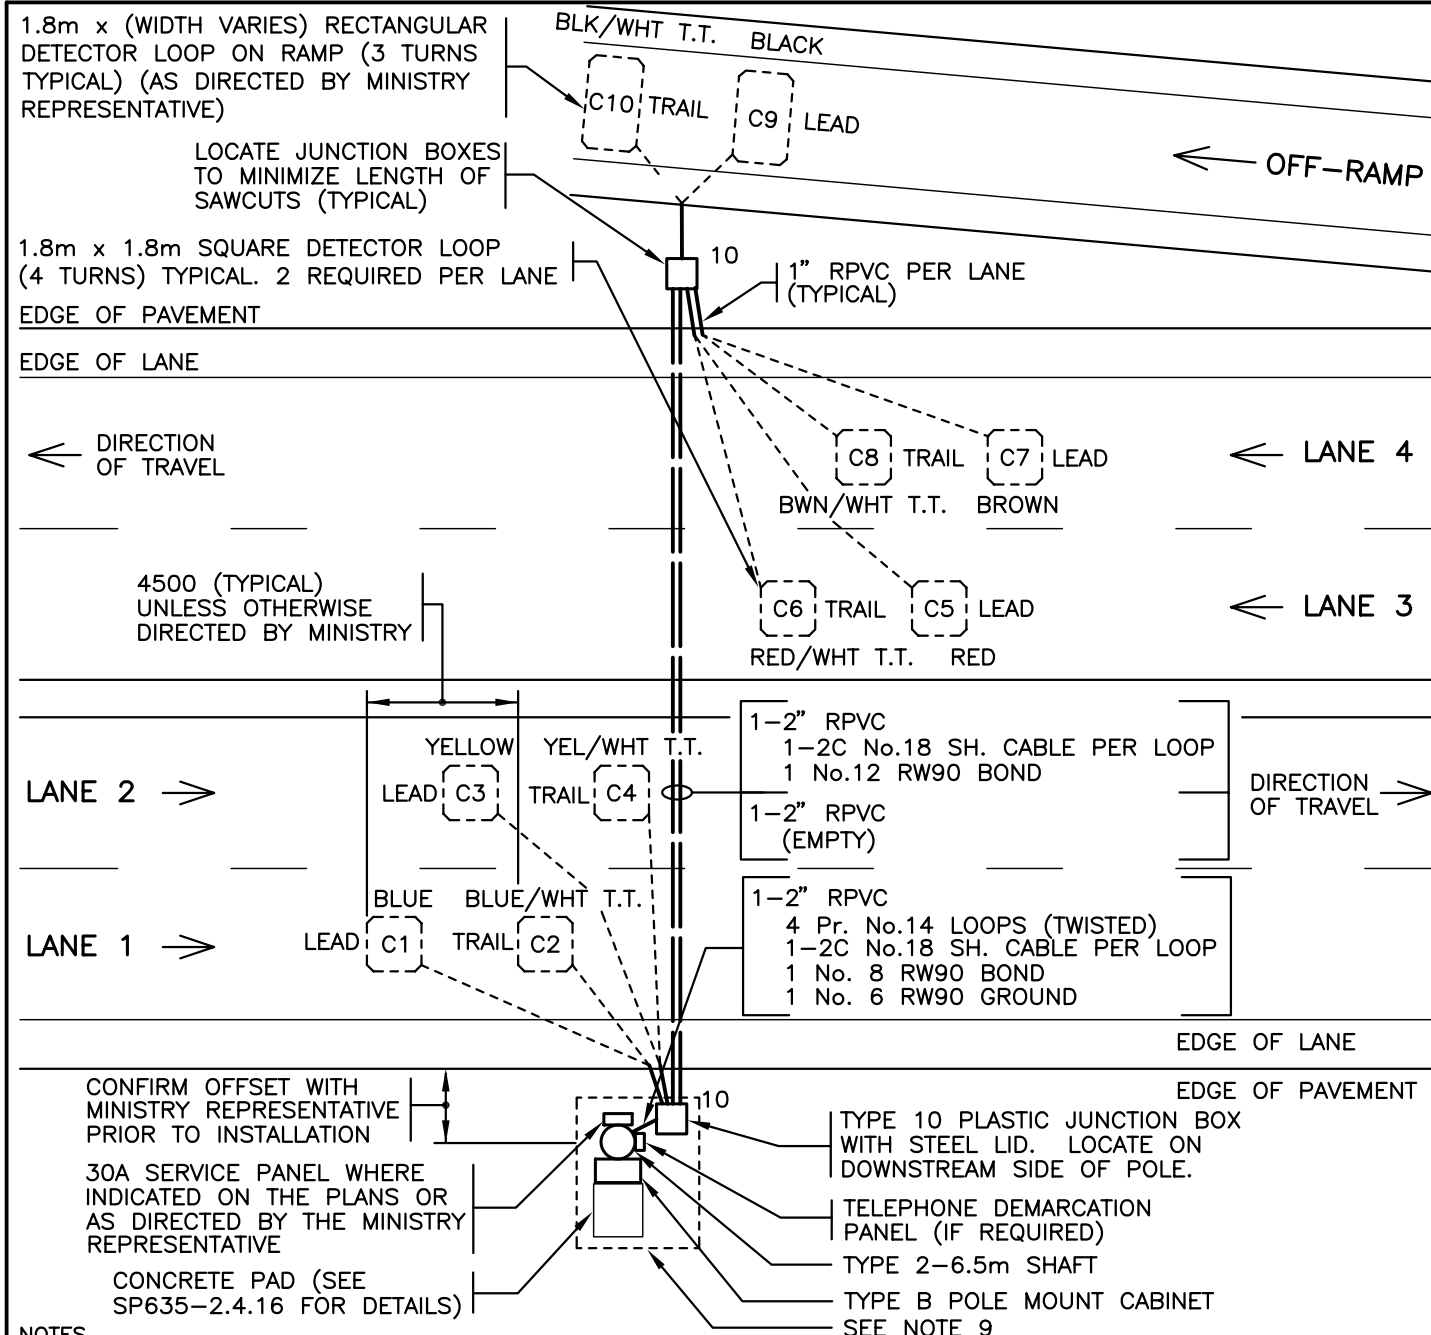 1.8m x (WIDTH VARIES) RECTANGULAR
DETECTOR LOOP ON RAMP (3 TURNS
TYPICAL) (AS DIRECTED BY MINISTRY
REPRESENTATIVE)
BLK/WHT T.T. BLACK
C10 TRAIL C9 LEAD
LOCATE JUNCTION BOXES
TO MINIMIZE LENGTH OF
SAWCUTS (TYPICAL)
OFF-RAMP
1.8m x 1.8m SQUARE DETECTOR LOOP
(4 TURNS) TYPICAL. 2 REQUIRED PER LANE
10
1" RPVC PER LANE
(TYPICAL)
EDGE OF PAVEMENT
EDGE OF LANE
DIRECTION
OF TRAVEL
C8 TRAIL C7 LEAD
LANE 4
BWN/WHT T.T. BROWN
4500 (TYPICAL)
UNLESS OTHERWISE
DIRECTED BY MINISTRY
C6 TRAIL C5 LEAD
LANE 3
RED/WHT T.T. RED
YELLOW YEL/WHT T.T.
LANE 2
LEAD C3 TRAIL C4
1-2" RPVC
1-2C No.18 SH. CABLE PER LOOP
1 No.12 RW90 BOND
1-2" RPVC
(EMPTY)
DIRECTION
OF TRAVEL
BLUE BLUE/WHT T.T.
LANE 1
LEAD C1 TRAIL C2
1-2" RPVC
4 Pr. No.14 LOOPS (TWISTED)
1-2C No.18 SH. CABLE PER LOOP
1 No. 8 RW90 BOND
1 No. 6 RW90 GROUND
EDGE OF LANE
EDGE OF PAVEMENT
CONFIRM OFFSET WITH
MINISTRY REPRESENTATIVE
PRIOR TO INSTALLATION
10
TYPE 10 PLASTIC JUNCTION BOX
WITH STEEL LID. LOCATE ON
DOWNSTREAM SIDE OF POLE.
30A SERVICE PANEL WHERE
INDICATED ON THE PLANS OR
AS DIRECTED BY THE MINISTRY
REPRESENTATIVE
TELEPHONE DEMARCATION
PANEL (IF REQUIRED)
TYPE 2-6.5m SHAFT
CONCRETE PAD (SEE
SP635-2.4.16 FOR DETAILS)
TYPE B POLE MOUNT CABINET
SEE NOTE 9
NOTES